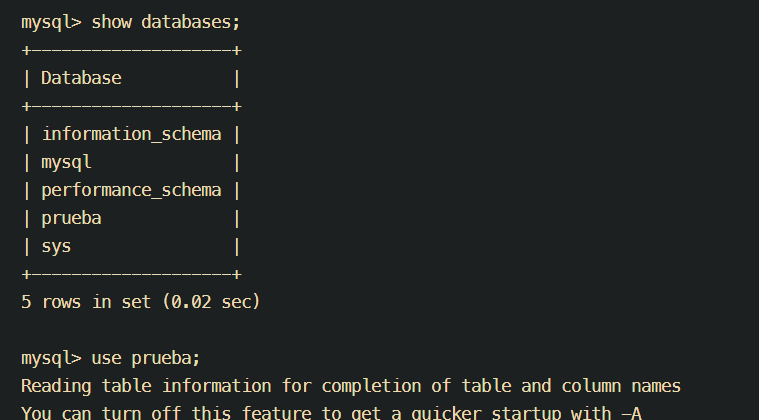 mysql> show databases;
+--------------------+
| Database           |
+--------------------+
| information_schema |
| mysql              |
| performance_schema |
| prueba             |
| sys                |
+--------------------+
5 rows in set (0.02 sec)
mysql> use prueba;
Reading table information for completion of table and column names
You can turn off this feature to get a quicker startup with -A